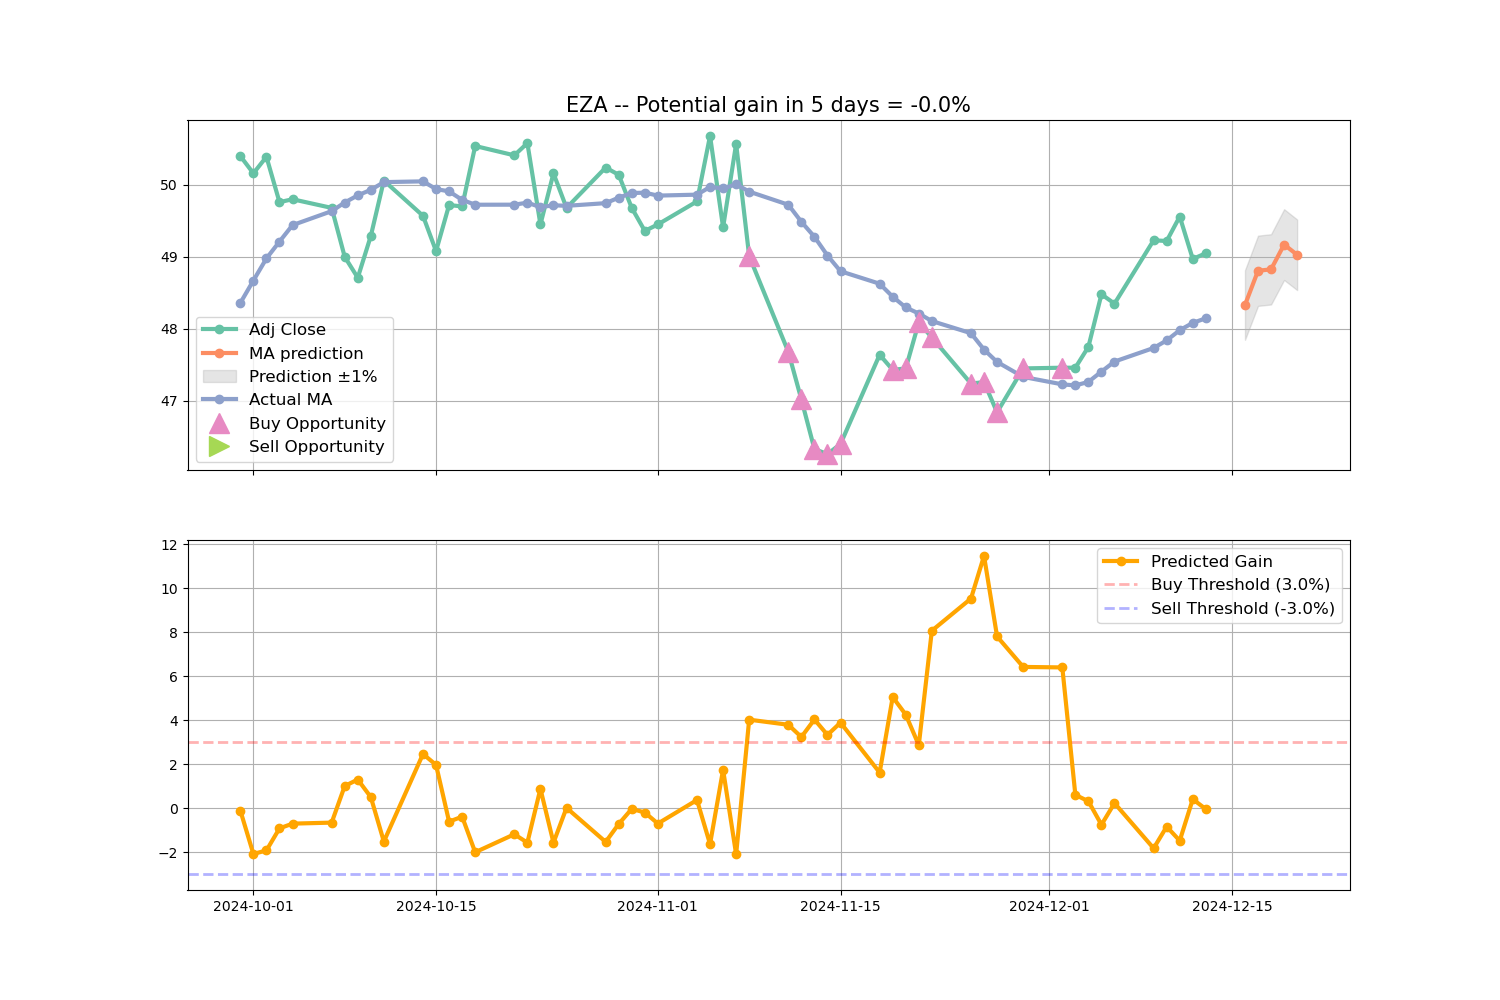 EZA -- Potential gain in 5 days = -0.0%
50
49
48
47
Adj Close
MA prediction
Prediction ±1%
Actual MA
Buy Opportunity
Sell Opportunity
12
10
8
6
4
2
0
−2
Predicted Gain
Buy Threshold (3.0%)
Sell Threshold (-3.0%)
2024-10-01
2024-10-15
2024-11-01
2024-11-15
2024-12-01
2024-12-15